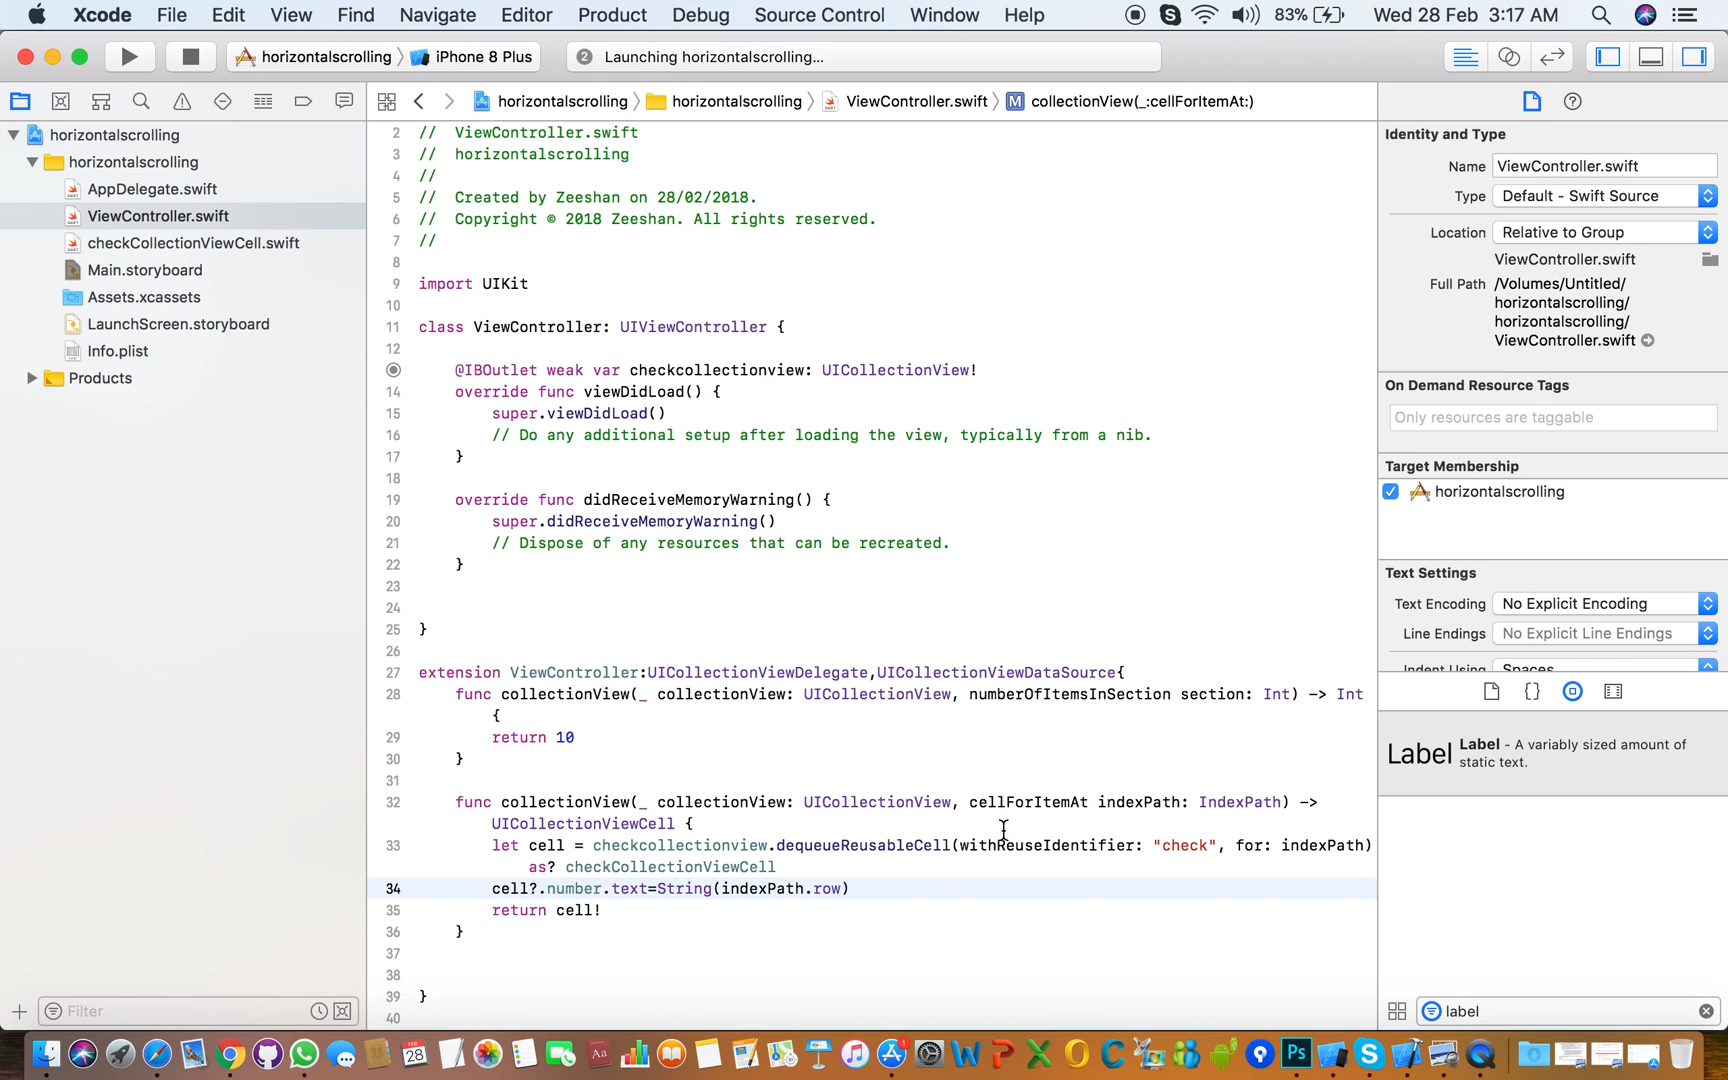 Xcode File Edit View Find Navigate Editor Product Debug Source Control Window Help 83% Wed 28 Feb 3:17 AM
horizontalscrolling iPhone 8 Plus 2 Launching horizontalscrolling...
horizontalscrolling horizontalscrolling ViewController.swift M collectionView(_:cellForItemAt:)
horizontalscrolling
horizontalscrolling
AppDelegate.swift
ViewController.swift
checkCollectionViewCell.swift
Main.storyboard
Assets.xcassets
LaunchScreen.storyboard
Info.plist
Products
Filter
2 // ViewController.swift
3 // horizontalscrolling
4 //
5 // Created by Zeeshan on 28/02/2018.
6 // Copyright © 2018 Zeeshan. All rights reserved.
7 //
8
9 import UIKit
10
11 class ViewController: UIViewController {
12
@IBOutlet weak var checkcollectionview: UICollectionView!
14 override func viewDidLoad() {
15 super.viewDidLoad()
16 // Do any additional setup after loading the view, typically from a nib.
17 }
18
19 override func didReceiveMemoryWarning() {
20 super.didReceiveMemoryWarning()
21 // Dispose of any resources that can be recreated.
22 }
23
24
25 }
26
27 extension ViewController:UICollectionViewDelegate,UICollectionViewDataSource{
28 func collectionView(_ collectionView: UICollectionView, numberOfItemsInSection section: Int) -> Int
{
29 return 10
30 }
31
32 func collectionView(_ collectionView: UICollectionView, cellForItemAt indexPath: IndexPath) ->
UICollectionViewCell {
33 let cell = checkcollectionview.dequeueReusableCell(withReuseIdentifier: "check", for: indexPath)
as? checkCollectionViewCell
34 cell?.number.text=String(indexPath.row)
35 return cell!
36 }
37
38
39 }
40
Identity and Type
Name ViewController.swift
Type Default - Swift Source
Location Relative to Group
ViewController.swift
Full Path /Volumes/Untitled/
horizontalscrolling/
horizontalscrolling/
ViewController.swift
On Demand Resource Tags
Only resources are taggable
Target Membership
horizontalscrolling
Text Settings
Text Encoding No Explicit Encoding
Line Endings No Explicit Line Endings
Indent Using Spaces
Label Label - A variably sized amount of
static text.
label
FEB
28